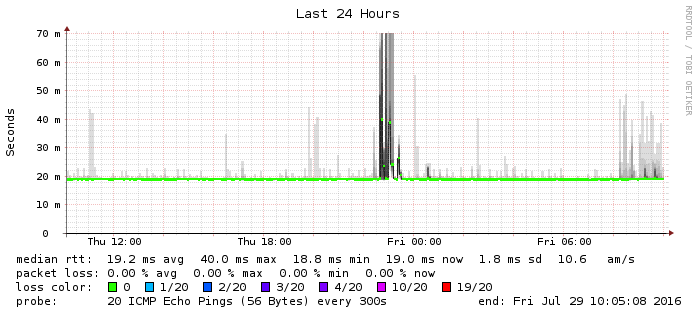 Last 24 Hours
RRDTOOL / TOBI OETIKER
70 m
60 m
50 m
40 m
30 m
20 m
10 m
0
Seconds
Thu 12:00 Thu 18:00 Fri 00:00 Fri 06:00
median rtt: 19.2 ms avg 40.0 ms max 18.8 ms min 19.0 ms now 1.8 ms sd 10.6 am/s
packet loss: 0.00 % avg 0.00 % max 0.00 % min 0.00 % now
loss color: 0 1/20 2/20 3/20 4/20 10/20 19/20
probe: 20 ICMP Echo Pings (56 Bytes) every 300s end: Fri Jul 29 10:05:08 2016